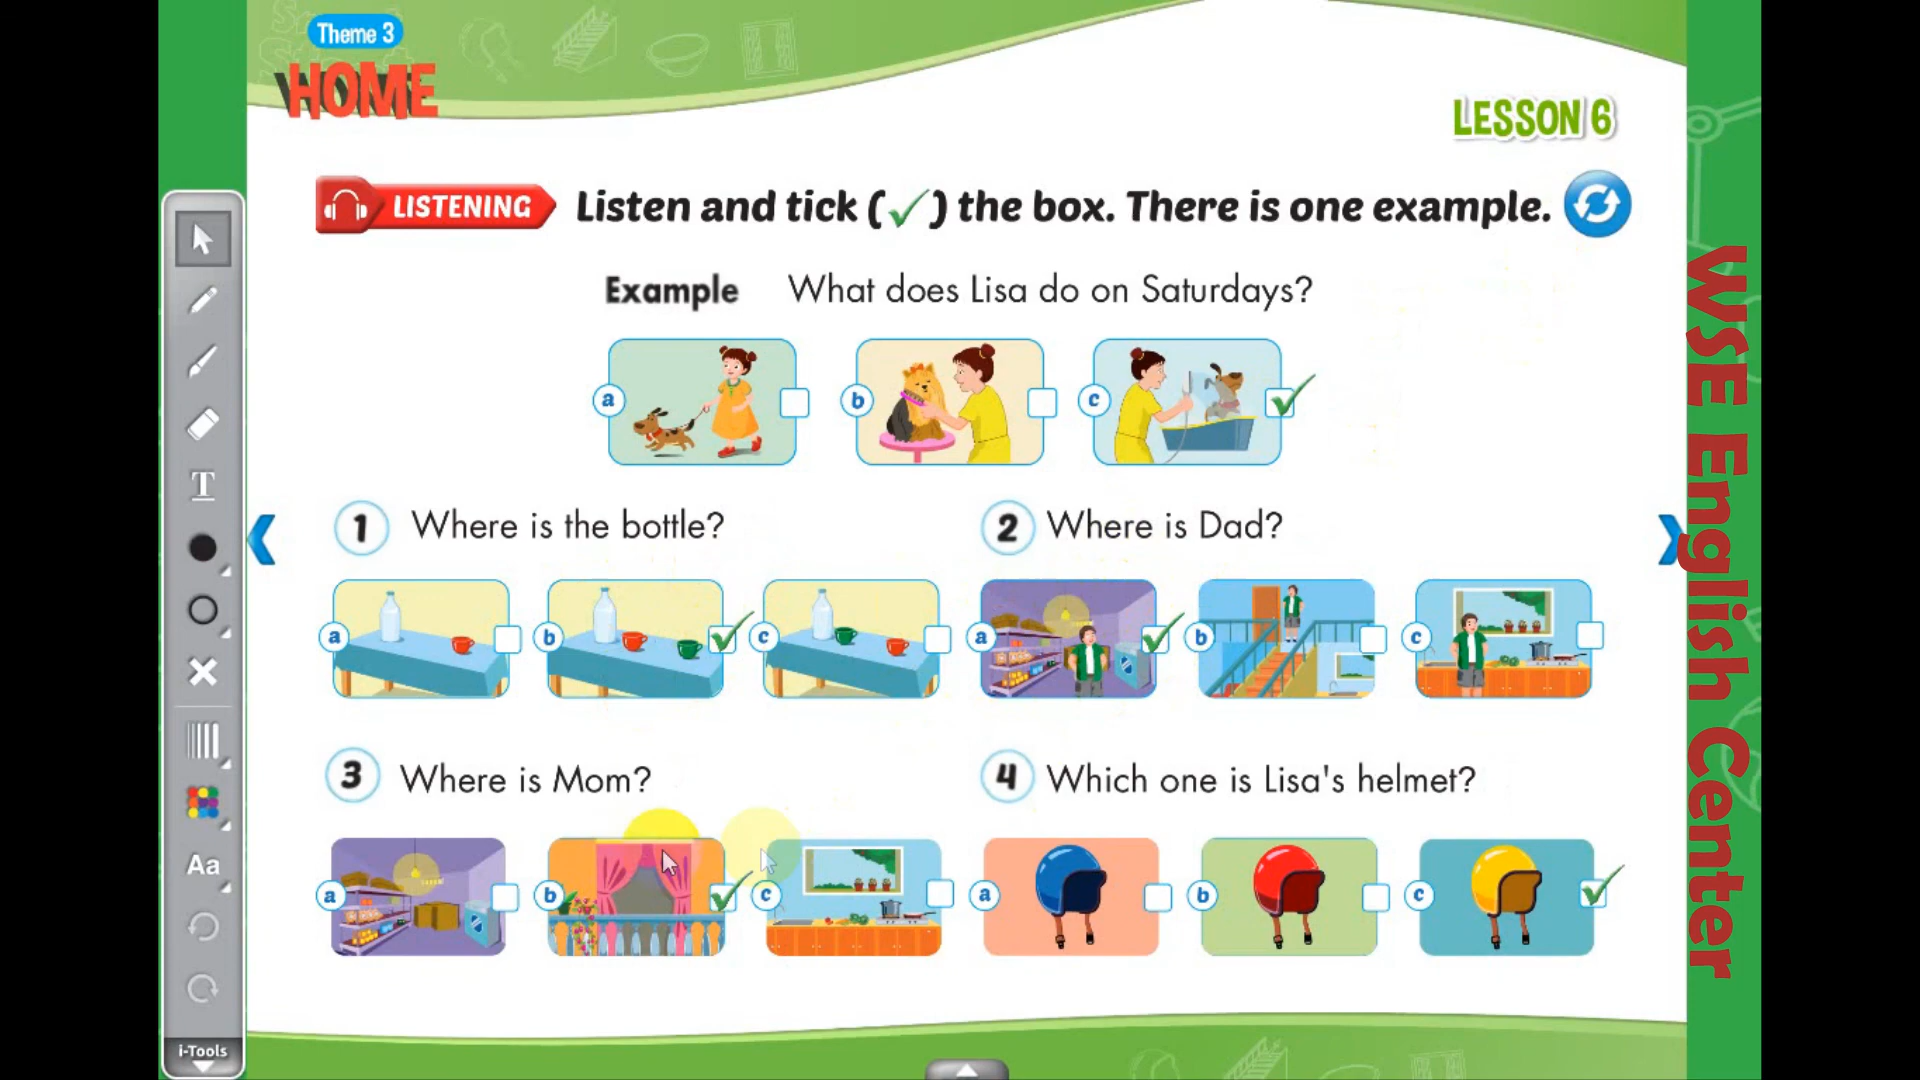 Theme 3
HOME
LESSON 6
LISTENING
Listen and tick (✓) the box. There is one example.
Example What does Lisa do on Saturdays?
a b c
1 Where is the bottle?
a b c
2 Where is Dad?
a b c
3 Where is Mom?
a b c
4 Which one is Lisa's helmet?
a b c
T
Aa
i-Tools
WSE English Center